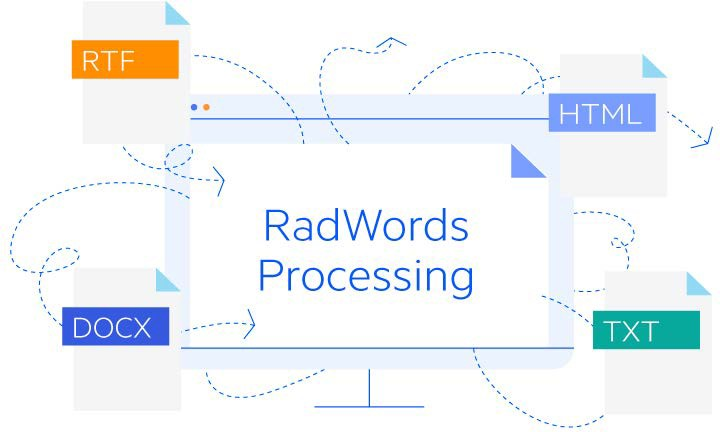 RTF
HTML
RadWords
Processing
DOCX
TXT